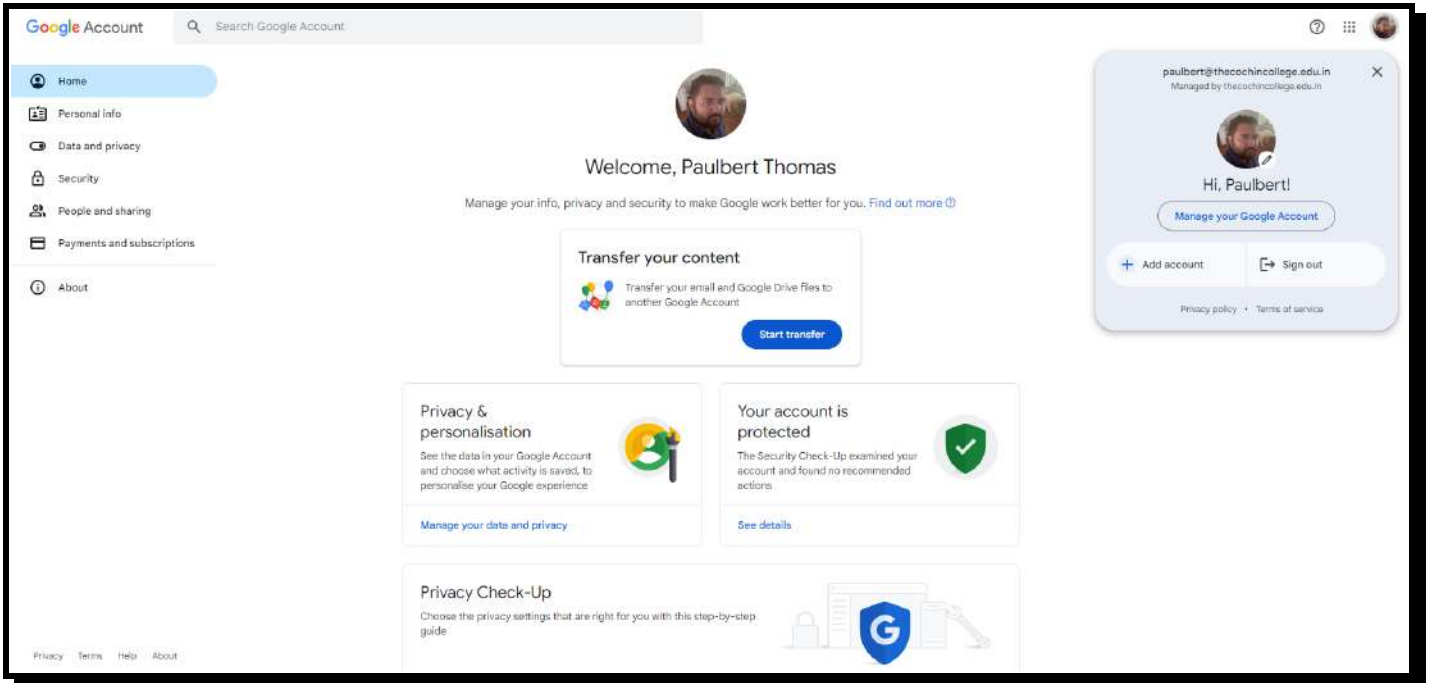 Google Account
Search Google Account
Home
Personal info
Data and privacy
Security
People and sharing
Payments and subscriptions
About
Welcome, Paulbert Thomas
Manage your info, privacy and security to make Google work better for you. Find out more
Transfer your content
Transfer your email and Google Drive files to
another Google Account
Start transfer
Privacy &
personalisation
See the data in your Google Account
and choose what activity is saved, to
personalise your Google experience
Manage your data and privacy
Your account is
protected
The Security Check-Up examined your
account and found no recommended
actions
See details
Privacy Check-Up
Choose the privacy settings that are right for you with this step-by-step
guide
G
paulbert@thecochincollege.edu.in
Managed by thecochincollege.edu.in
Hi, Paulbert!
Manage your Google Account
Add account
Sign out
Privacy policy • Terms of service
Privacy Terms Help About